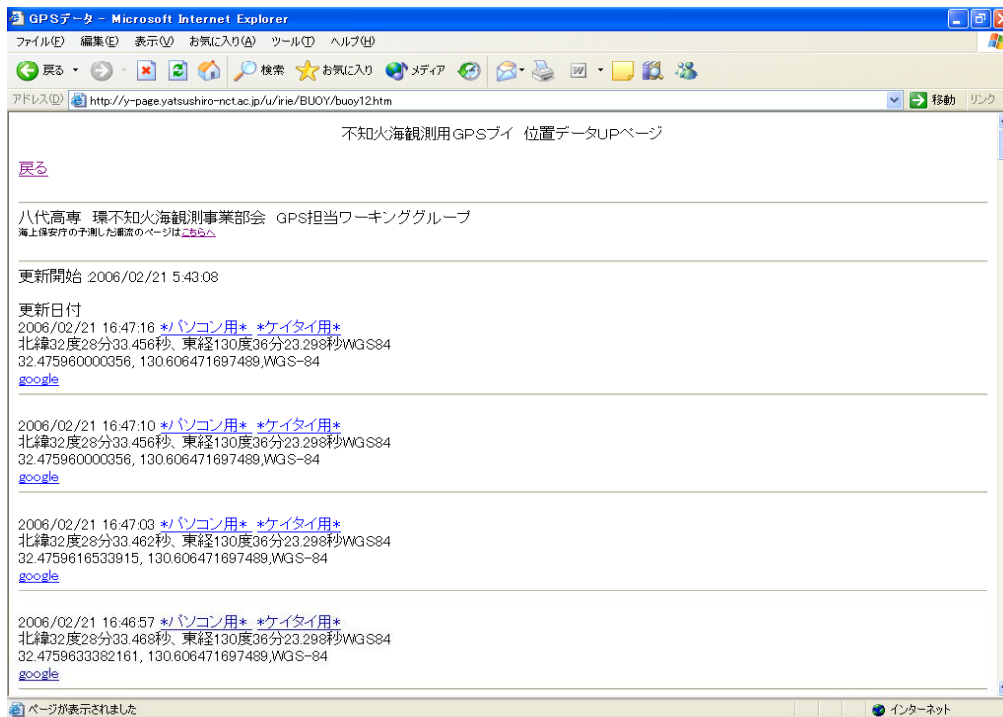 GPSデータ - Microsoft Internet Explorer
ファイル(F) 編集(E) 表示(V) お気に入り(A) ツール(T) ヘルプ(H)
戻る 検索 お気に入り メディア
アドレス(D) http://y-page.yatsushiro-nct.ac.jp/u/irie/BUOY/buoy12.htm 移動 リンク
不知火海観測用GPSブイ 位置データUPページ
戻る
八代高専 環不知火海観測事業部会 GPS担当ワーキンググループ
海上保安庁の予測した潮流のページはこちらへ
更新開始 :2006/02/21 5:43:08
更新日付
2006/02/21 16:47:16 *パソコン用* *ケイタイ用*
北緯32度28分33.456秒、東経130度36分23.298秒WGS84
32.475960000356, 130.606471697489,WGS-84
google
2006/02/21 16:47:10 *パソコン用* *ケイタイ用*
北緯32度28分33.456秒、東経130度36分23.298秒WGS84
32.475960000356, 130.606471697489,WGS-84
google
2006/02/21 16:47:03 *パソコン用* *ケイタイ用*
北緯32度28分33.462秒、東経130度36分23.298秒WGS84
32.4759616533915, 130.606471697489,WGS-84
google
2006/02/21 16:46:57 *パソコン用* *ケイタイ用*
北緯32度28分33.468秒、東経130度36分23.298秒WGS84
32.4759633382161, 130.606471697489,WGS-84
google
ページが表示されました インターネット